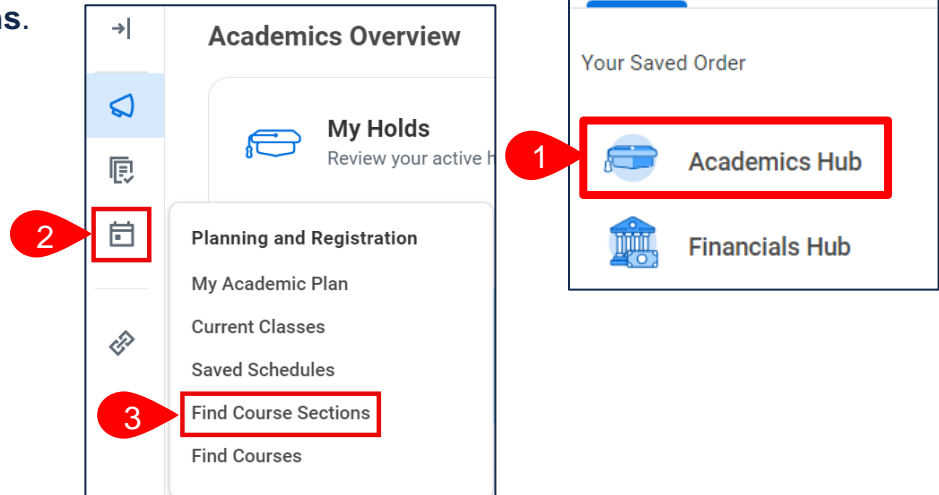 Academics Overview
My Holds
Review your active
2
Planning and Registration
My Academic Plan
Current Classes
Saved Schedules
3
Find Course Sections
Find Courses
Your Saved Order
1
Academics Hub
Financials Hub